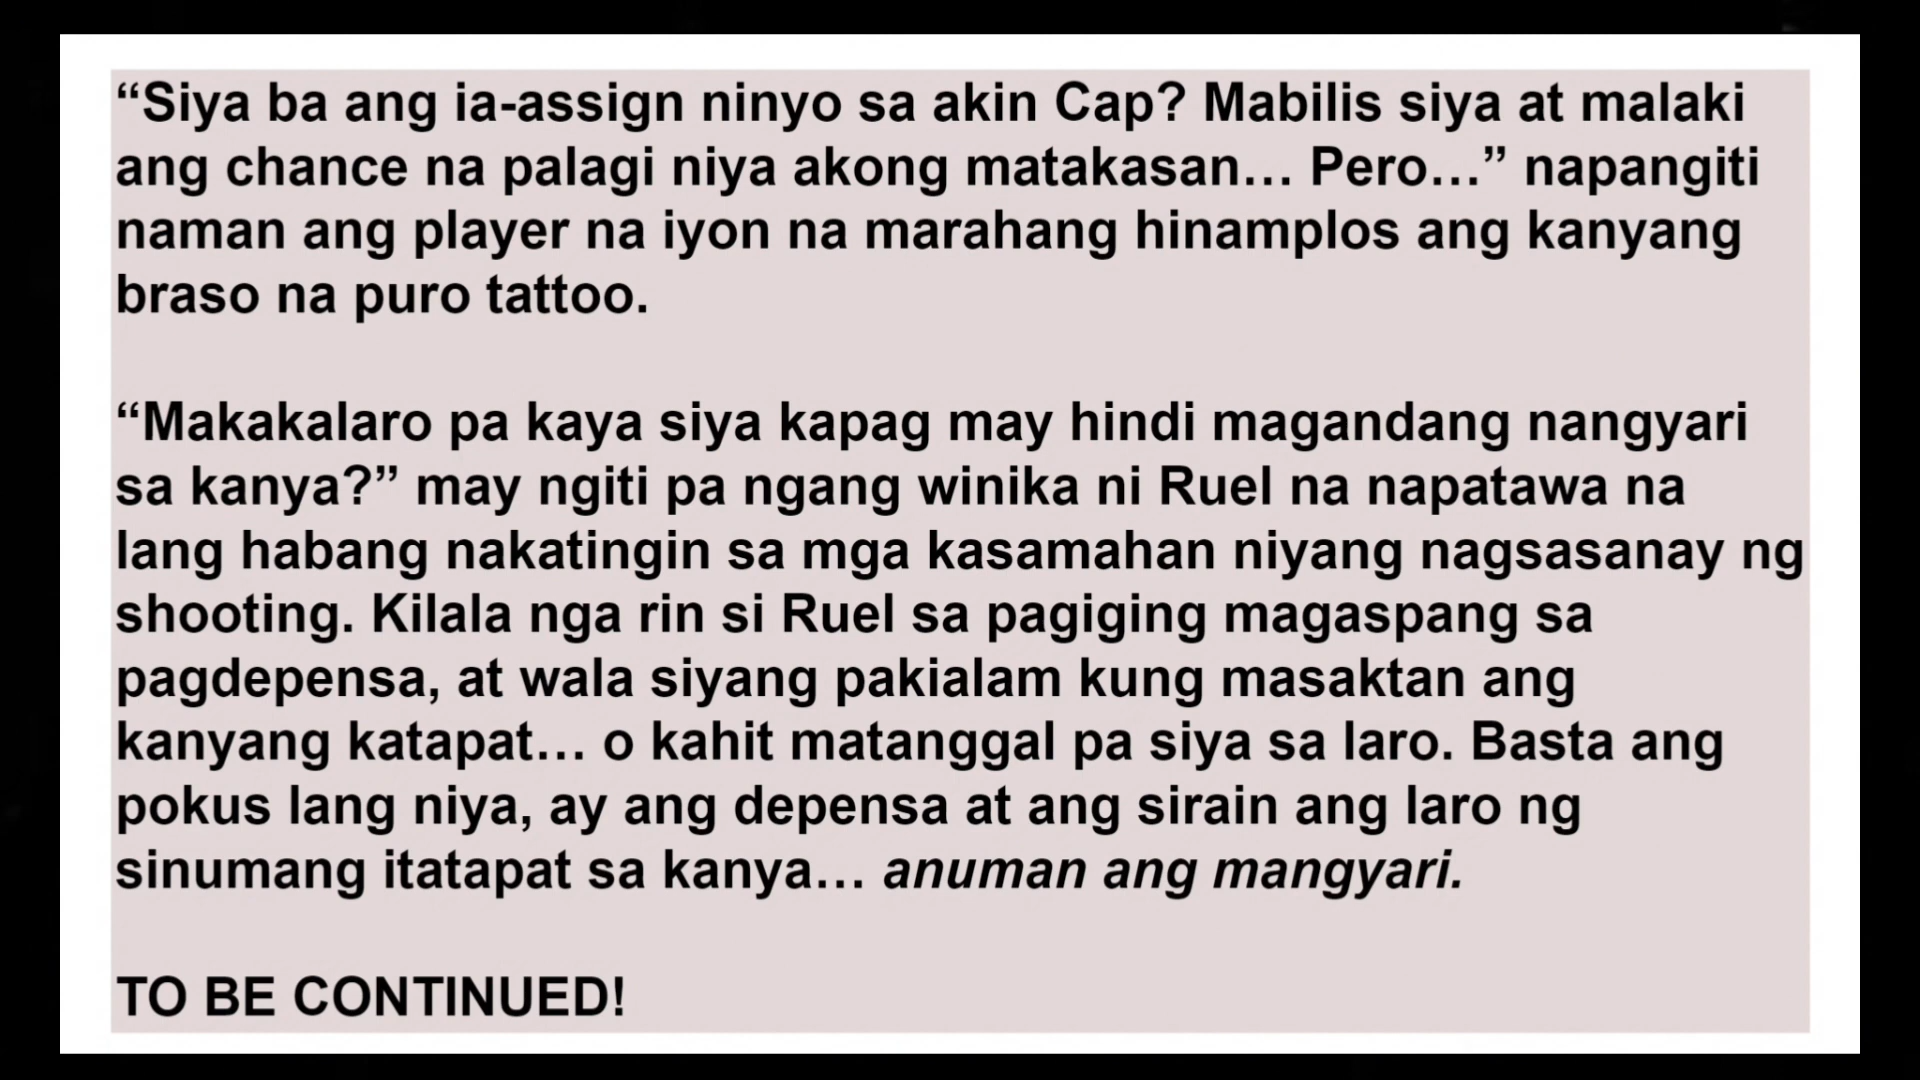 “Siya ba ang ia-assign ninyo sa akin Cap? Mabilis siya at malaki
ang chance na palagi niya akong matakasan… Pero…” napangiti
naman ang player na iyon na marahang hinamplos ang kanyang
braso na puro tattoo.
“Makakalaro pa kaya siya kapag may hindi magandang nangyari
sa kanya?” may ngiti pa ngang winika ni Ruel na napatawa na
lang habang nakatingin sa mga kasamahan niyang nagsasanay ng
shooting. Kilala nga rin si Ruel sa pagiging magaspang sa
pagdepensa, at wala siyang pakialam kung masaktan ang
kanyang katapat… o kahit matanggal pa siya sa laro. Basta ang
pokus lang niya, ay ang depensa at ang sirain ang laro ng
sinumang itatapat sa kanya… anuman ang mangyari.
TO BE CONTINUED!